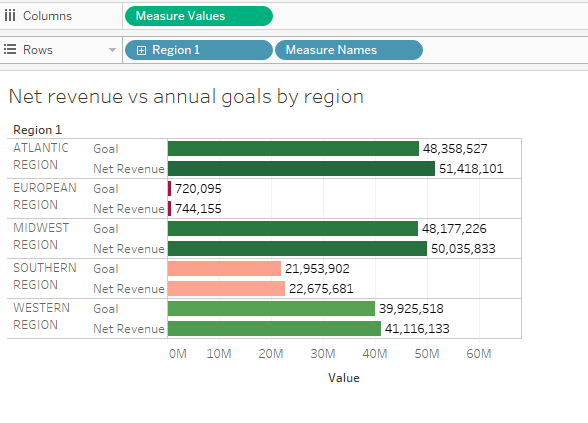 Columns Measure Values
Rows Region 1 Measure Names
Net revenue vs annual goals by region
Region 1
ATLANTIC REGION Goal 48,358,527
Net Revenue 51,418,101
EUROPEAN REGION Goal 720,095
Net Revenue 744,155
MIDWEST REGION Goal 48,177,226
Net Revenue 50,035,833
SOUTHERN REGION Goal 21,953,902
Net Revenue 22,675,681
WESTERN REGION Goal 39,925,518
Net Revenue 41,116,133
0M 10M 20M 30M 40M 50M 60M
Value